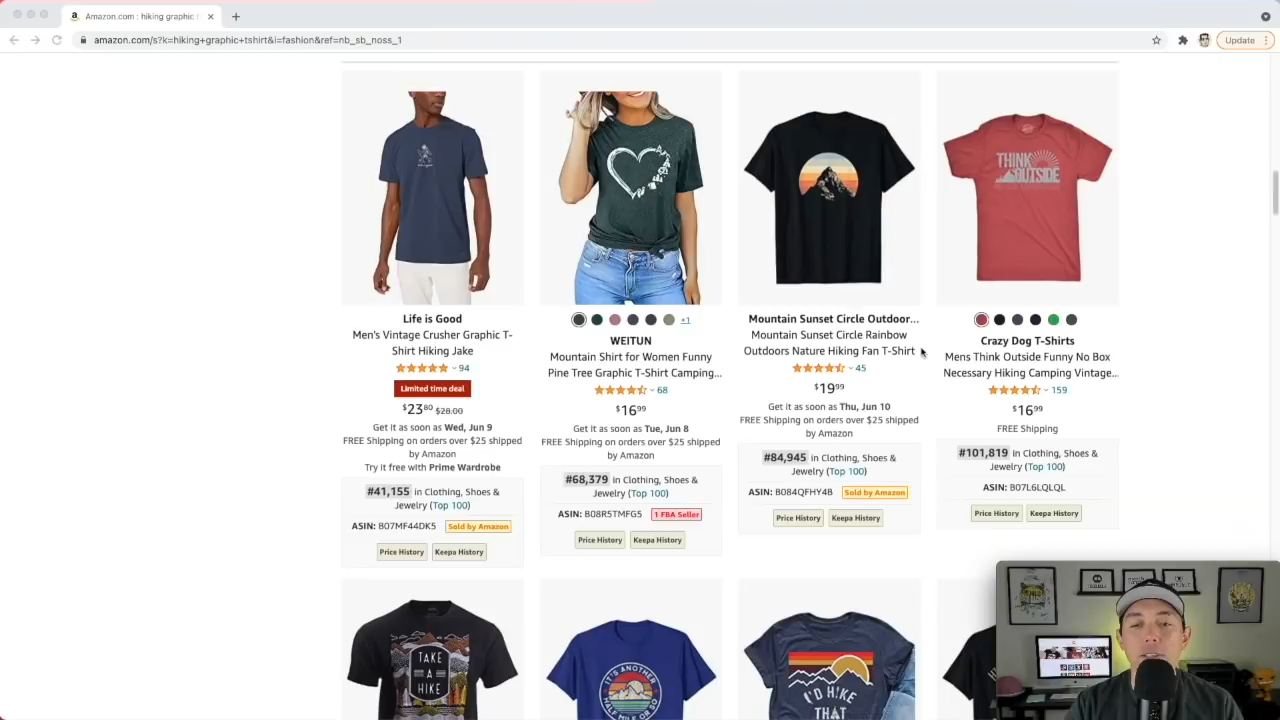 Amazon.com : hiking graphic
amazon.com/s?k=hiking+graphic+tshirt&i=fashion&ref=nb_sb_noss_1
Update
THINK
OUTSIDE
Life is Good
Men's Vintage Crusher Graphic T-
Shirt Hiking Jake
94
Limited time deal
$2380 $28.00
Get it as soon as Wed, Jun 9
FREE Shipping on orders over $25 shipped
by Amazon
Try it free with Prime Wardrobe
#41,155 in Clothing, Shoes &
Jewelry (Top 100)
ASIN: B07MF44DK5 Sold by Amazon
Price History Keepa History
+1
WEITUN
Mountain Shirt for Women Funny
Pine Tree Graphic T-Shirt Camping...
68
$1699
Get it as soon as Tue, Jun 8
FREE Shipping on orders over $25 shipped
by Amazon
#68,379 in Clothing, Shoes &
Jewelry (Top 100)
ASIN: B08R5TMFG5 1 FBA Seller
Price History Keepa History
Mountain Sunset Circle Outdoor...
Mountain Sunset Circle Rainbow
Outdoors Nature Hiking Fan T-Shirt
45
$1999
Get it as soon as Thu, Jun 10
FREE Shipping on orders over $25 shipped
by Amazon
#84,945 in Clothing, Shoes &
Jewelry (Top 100)
ASIN: B084QFHY4B Sold by Amazon
Price History Keepa History
Crazy Dog T-Shirts
Mens Think Outside Funny No Box
Necessary Hiking Camping Vintage...
159
$1699
FREE Shipping
#101,819 in Clothing, Shoes &
Jewelry (Top 100)
ASIN: B07L6LQLQL
Price History Keepa History
TAKE
A
HIKE
IT'S ANOTHER
HALF MILE OR SO
I'D HIKE
THAT